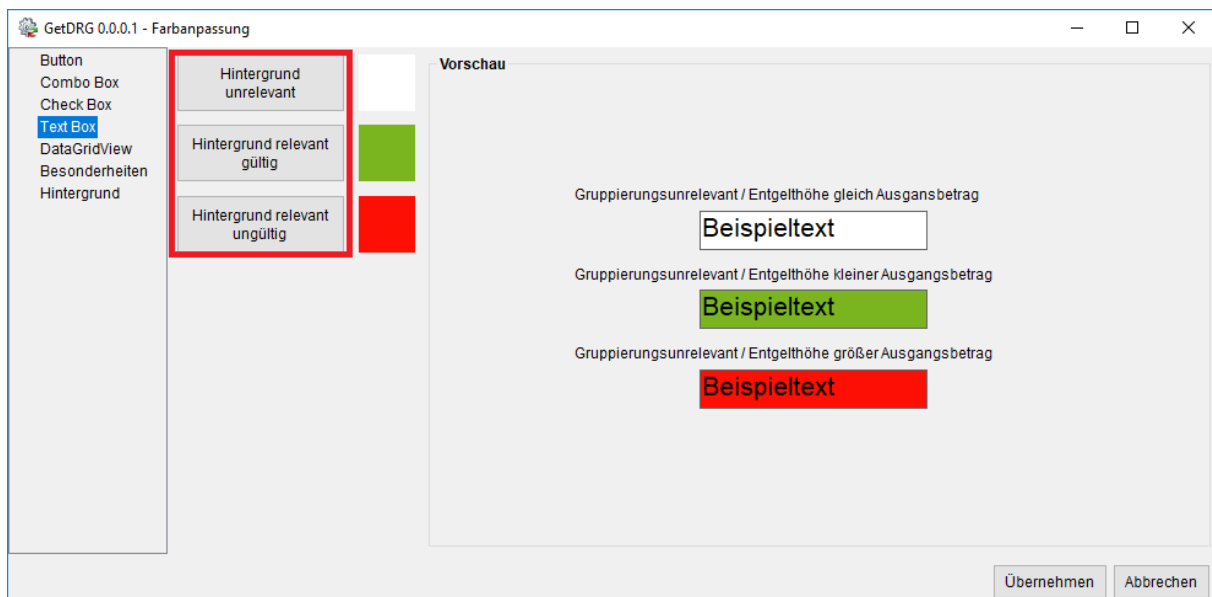 GetDRG 0.0.0.1 - Farbanpassung
Button
Combo Box
Check Box
Text Box
DataGridView
Besonderheiten
Hintergrund
Hintergrund
unrelevant
Hintergrund relevant
gültig
Hintergrund relevant
ungültig
Vorschau
Gruppierungsunrelevant / Entgelthöhe gleich Ausgansbetrag
Beispieltext
Gruppierungsunrelevant / Entgelthöhe kleiner Ausgangsbetrag
Beispieltext
Gruppierungsunrelevant / Entgelthöhe größer Ausgangsbetrag
Beispieltext
Übernehmen
Abbrechen